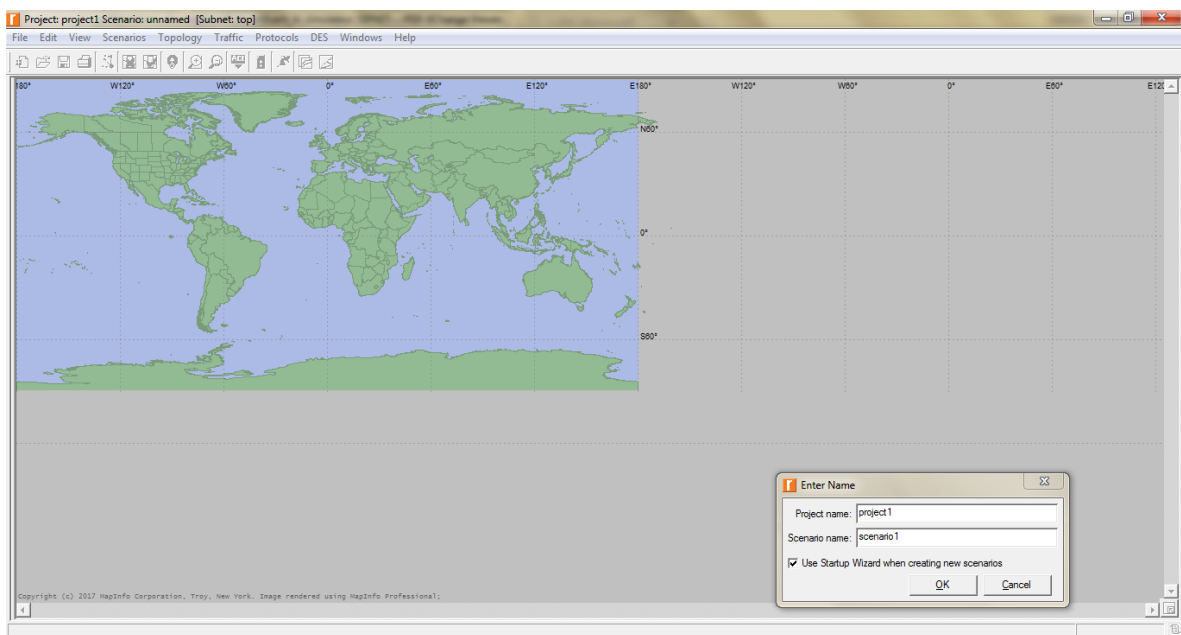 Project: project1 Scenario: unnamed [Subnet: top]
File Edit View Scenarios Topology Traffic Protocols DES Windows Help
180° W120° W60° 0° E60° E120° E180° W120° W60° 0° E60° E120
N60°
0°
S60°
Enter Name
Project name: project1
Scenario name: scenario1
Use Startup Wizard when creating new scenarios
OK Cancel
Copyright (c) 2017 MapInfo Corporation, Troy, New York. Image rendered using MapInfo Professional;